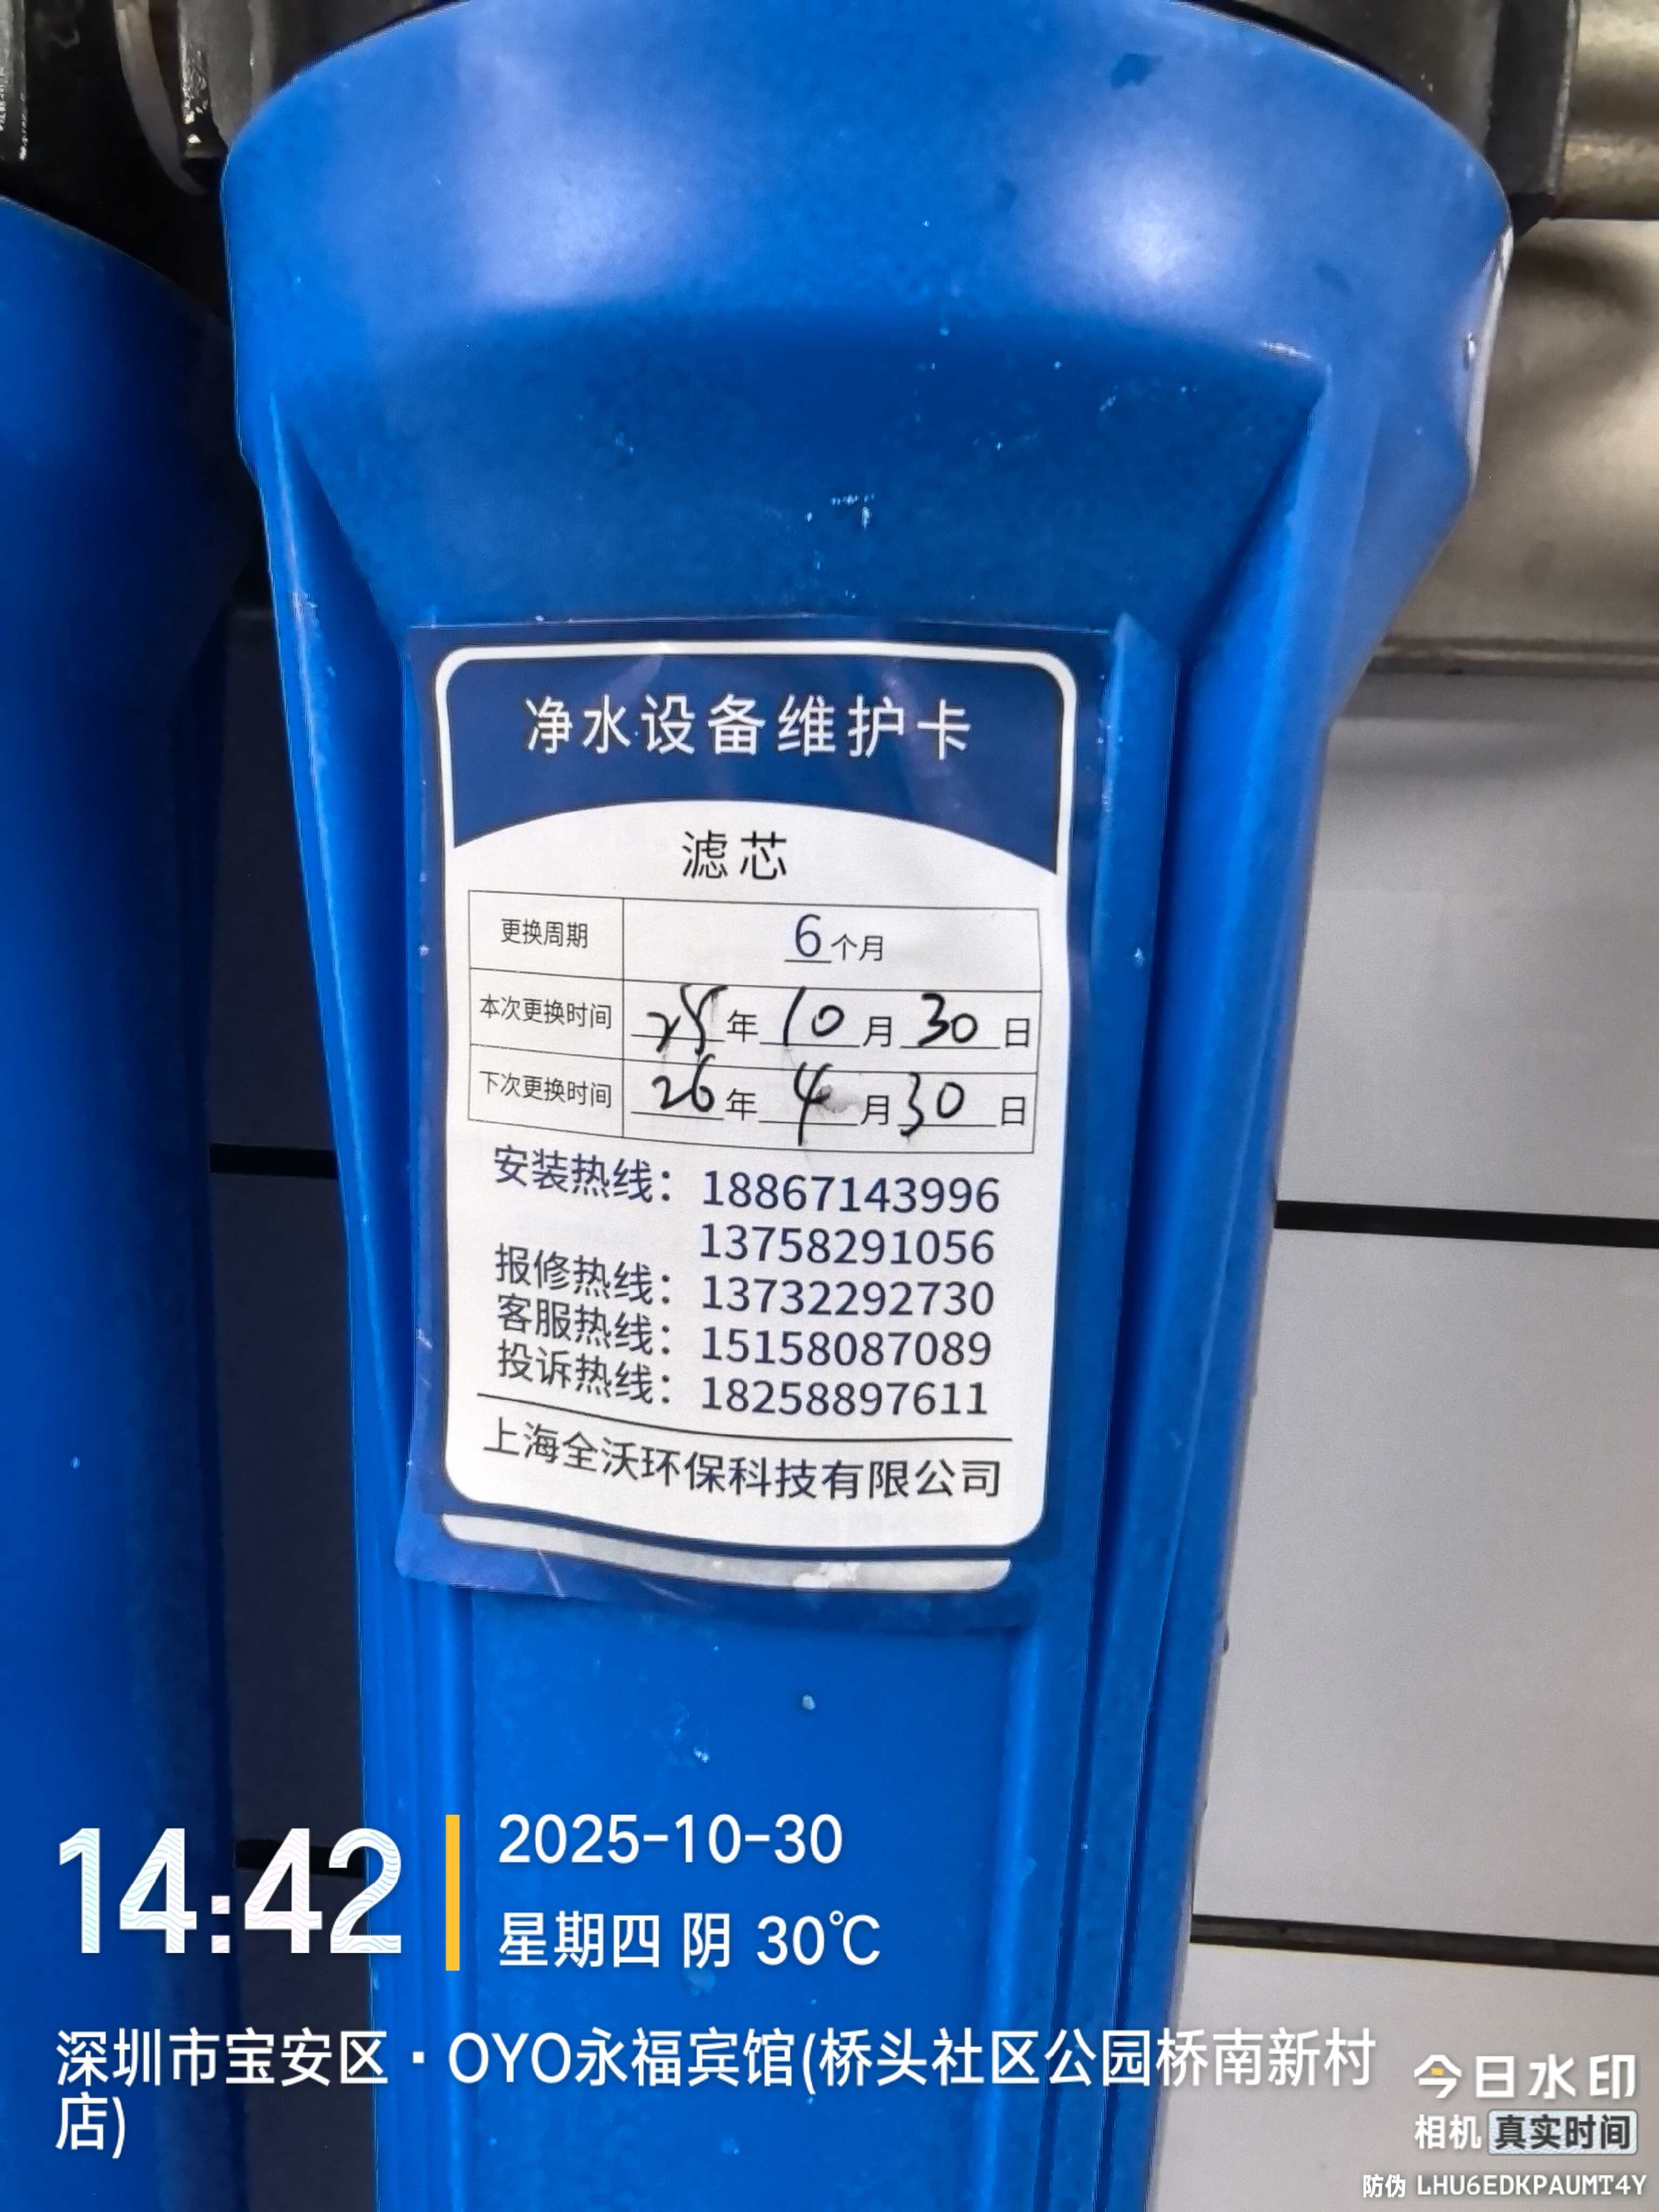 净水设备维护卡
滤芯
更换周期 6个月
本次更换时间 25年10月30日
下次更换时间 26年4月30日
安装热线：18867143996
13758291056
报修热线：13732292730
客服热线：15158087089
投诉热线：18258897611
上海全沃环保科技有限公司
14:42
2025-10-30
星期四 阴 30℃
深圳市宝安区·OYO永福宾馆(桥头社区公园桥南新村
店)
今日水印
相机 真实时间
防伪 LHU6EDKPAUMT4Y